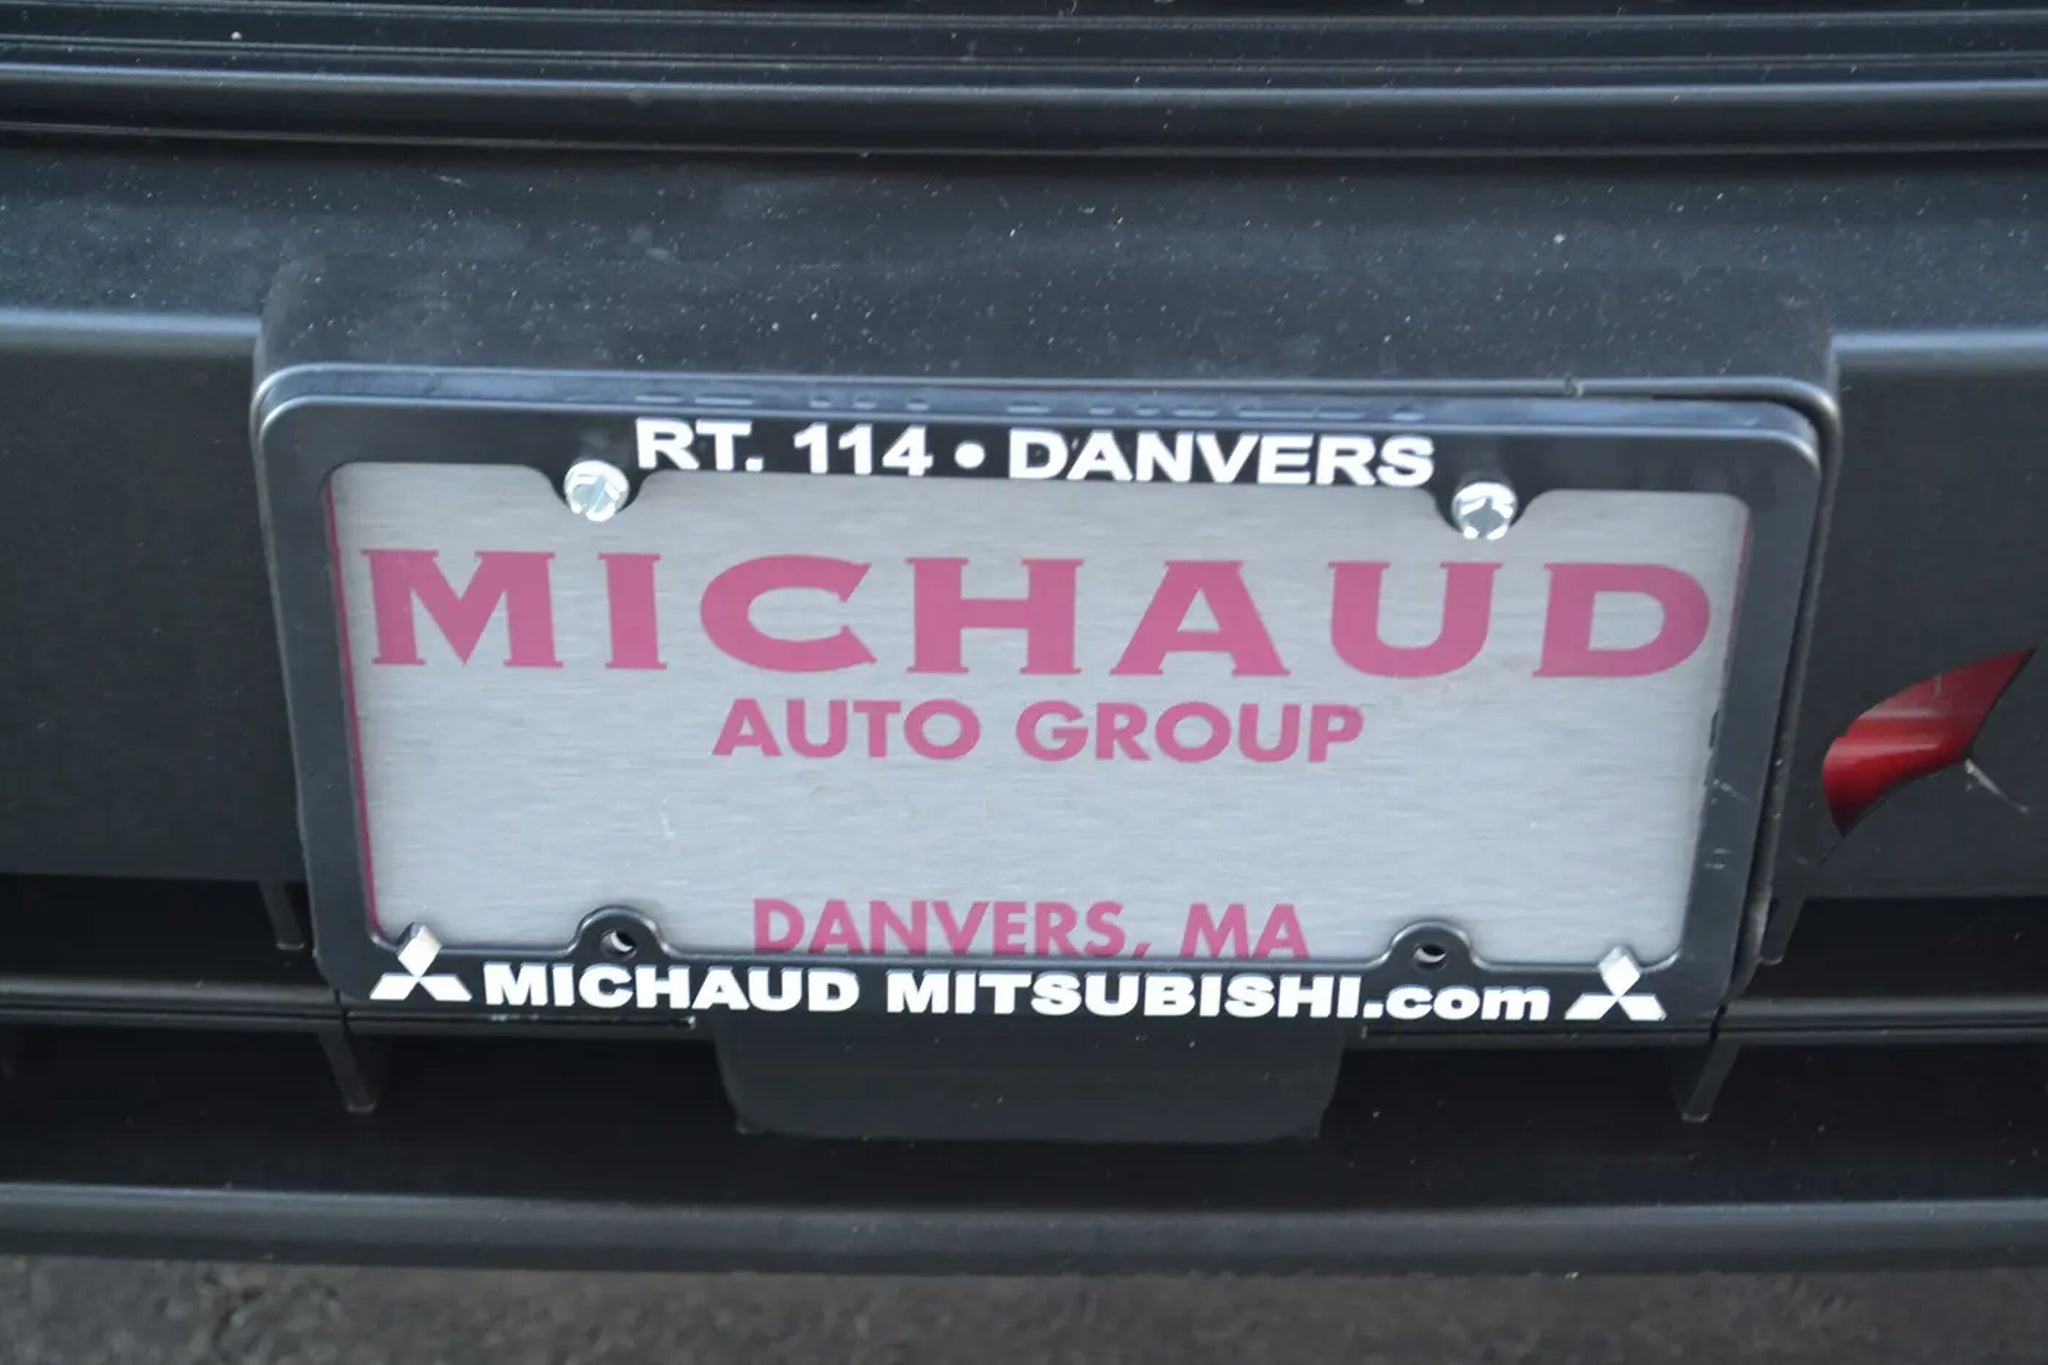 RT. 114 • DANVERS
MICHAUD
AUTO GROUP
DANVERS, MA
MICHAUD MITSUBISHI.com